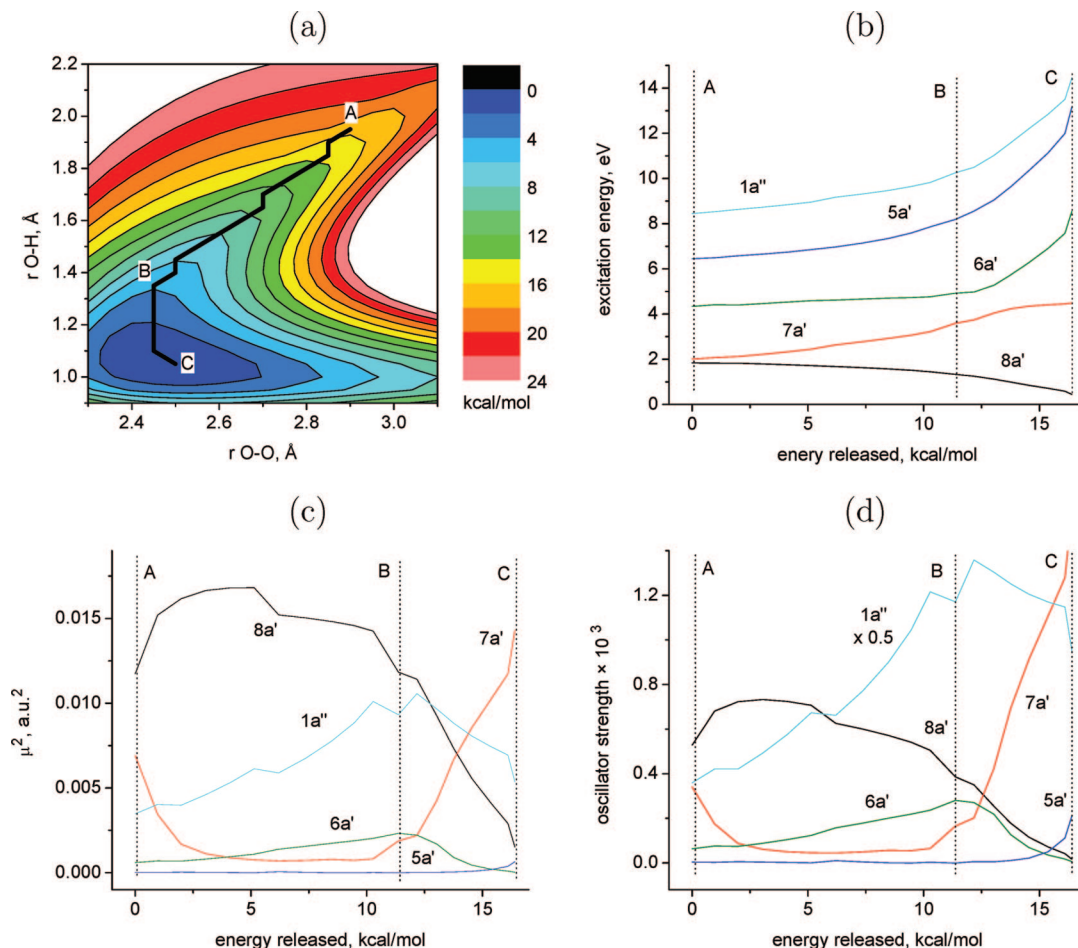 (a)
2.2
2.0
1.8
1.6
1.4
1.2
1.0
r O-H, Å
A
B
C
2.4 2.6 2.8 3.0
r O-O, Å
0
4
8
12
16
20
24
kcal/mol
(b)
14
12
10
8
6
4
2
0
excitation energy, eV
A
B
C
1a''
5a'
6a'
7a'
8a'
0 5 10 15
enery released, kcal/mol
(c)
0.015
0.010
0.005
0.000
μ², a.u.²
A
B
C
8a'
7a'
1a''
6a'
5a'
0 5 10 15
energy released, kcal/mol
(d)
1.2
0.9
0.6
0.4
0.0
oscillator strength × 10³
A
B
C
1a''
x 0.5
7a'
8a'
6a'
5a'
0 5 10 15
energy released, kcal/mol